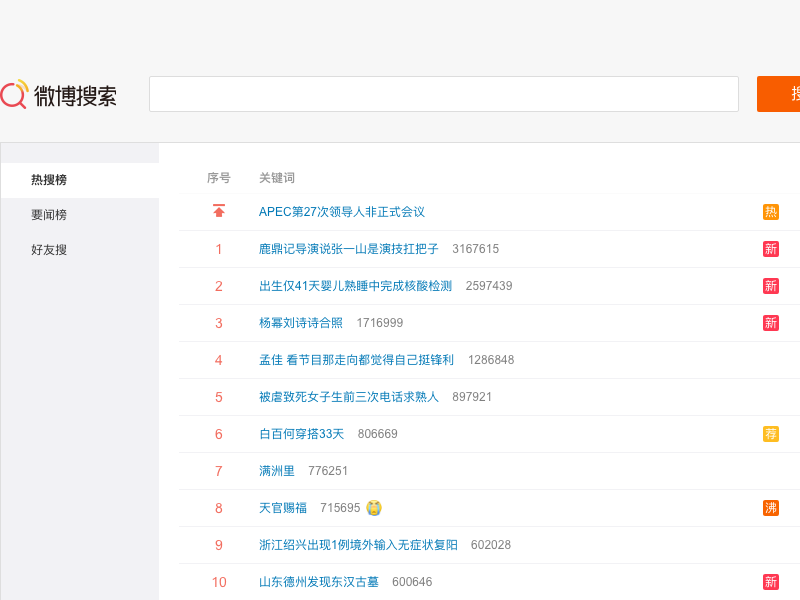 微博搜索
搜
热搜榜
要闻榜
好友搜
序号 关键词
APEC第27次领导人非正式会议 热
1 鹿鼎记导演说张一山是演技扛把子 3167615 新
2 出生仅41天婴儿熟睡中完成核酸检测 2597439 新
3 杨幂刘诗诗合照 1716999 新
4 孟佳 看节目那走向都觉得自己挺锋利 1286848
5 被虐致死女子生前三次电话求熟人 897921
6 白百何穿搭33天 806669 荐
7 满洲里 776251
8 天官赐福 715695 沸
9 浙江绍兴出现1例境外输入无症状复阳 602028
10 山东德州发现东汉古墓 600646 新